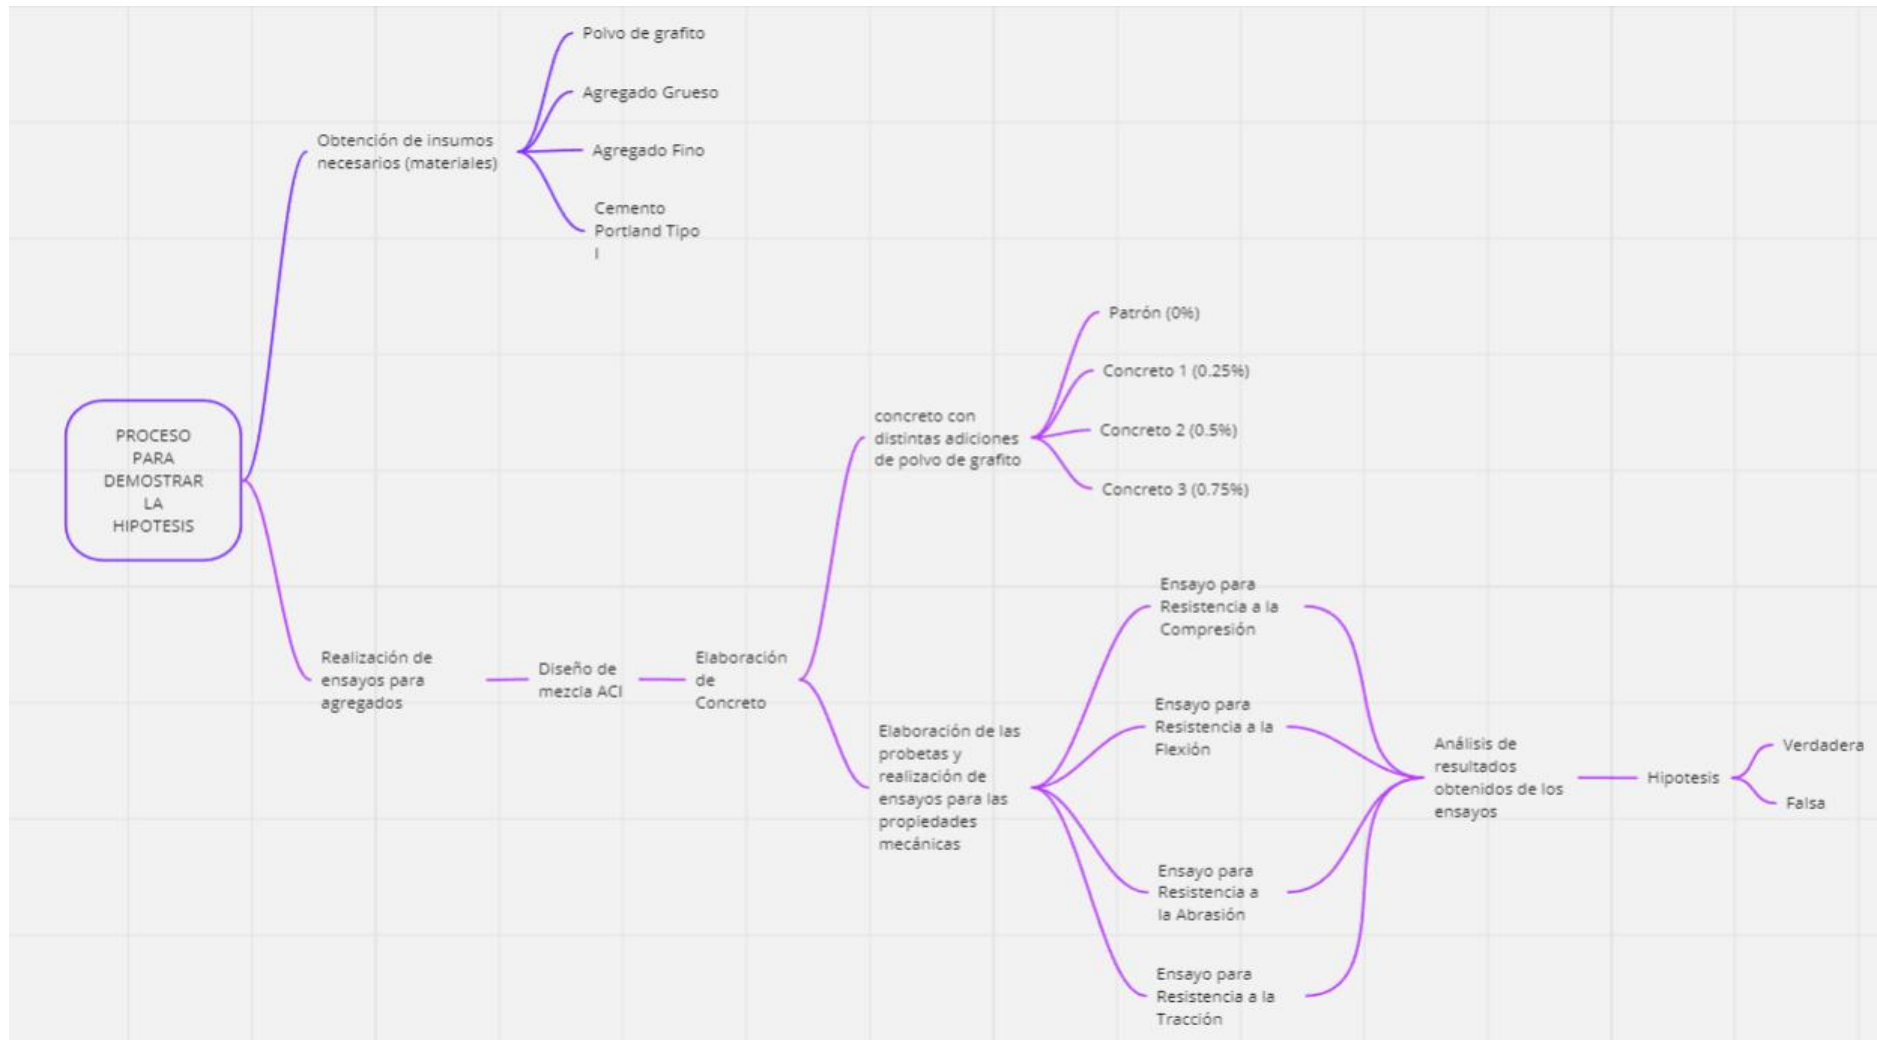 PROCESO
PARA
DEMOSTRAR
LA
HIPOTESIS
Obtención de insumos
necesarios (materiales)
Polvo de grafito
Agregado Grueso
Agregado Fino
Cemento
Portland Tipo
I
Realización de
ensayos para
agregados
Diseño de
mezcla ACI
Elaboración
de
Concreto
concreto con
distintas adiciones
de polvo de grafito
Patrón (0%)
Concreto 1 (0.25%)
Concreto 2 (0.5%)
Concreto 3 (0.75%)
Elaboración de las
probetas y
realización de
ensayos para las
propiedades
mecánicas
Ensayo para
Resistencia a la
Compresión
Ensayo para
Resistencia a la
Flexión
Ensayo para
Resistencia a
la Abrasión
Ensayo para
Resistencia a la
Tracción
Análisis de
resultados
obtenidos de los
ensayos
Hipotesis
Verdadera
Falsa